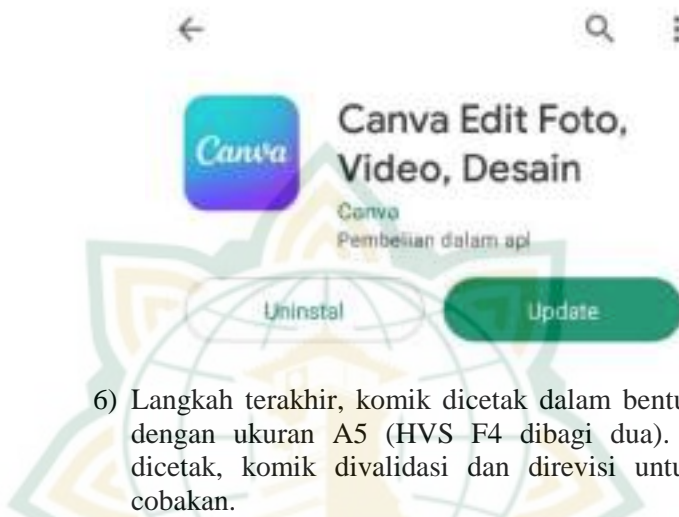 Canva
Canva Edit Foto,
Video, Desain
Canva
Pembelian dalam apl
Uninstal
Update
6) Langkah terakhir, komik dicetak dalam bentu
dengan ukuran A5 (HVS F4 dibagi dua).
dicetak, komik divalidasi dan direvisi untu
cobakan.